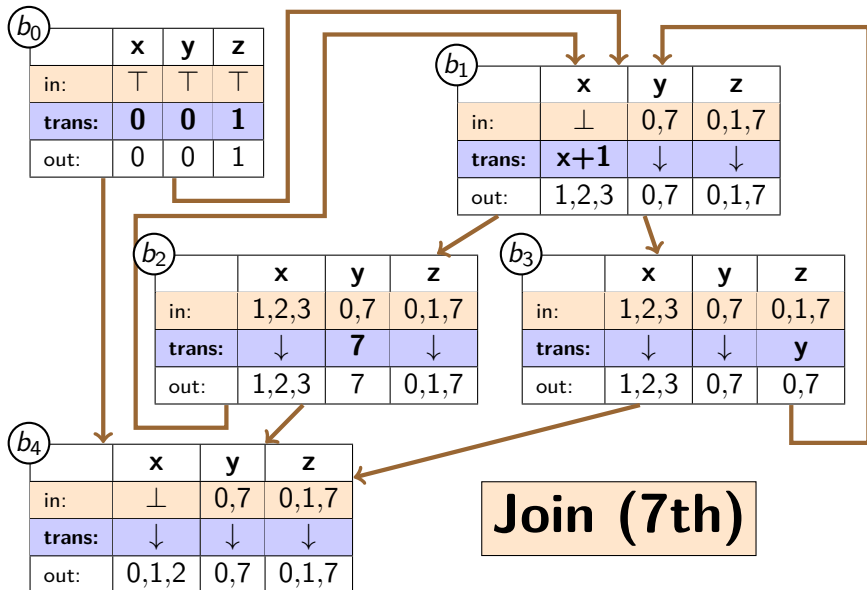 b0
x y z
in: ⊤ ⊤ ⊤
trans: 0 0 1
out: 0 0 1
b1
x y z
in: ⊥ 0,7 0,1,7
trans: x+1 ↓ ↓
out: 1,2,3 0,7 0,1,7
b2
x y z
in: 1,2,3 0,7 0,1,7
trans: ↓ 7 ↓
out: 1,2,3 7 0,1,7
b3
x y z
in: 1,2,3 0,7 0,1,7
trans: ↓ ↓ y
out: 1,2,3 0,7 0,7
b4
x y z
in: ⊥ 0,7 0,1,7
trans: ↓ ↓ ↓
out: 0,1,2 0,7 0,1,7
Join (7th)